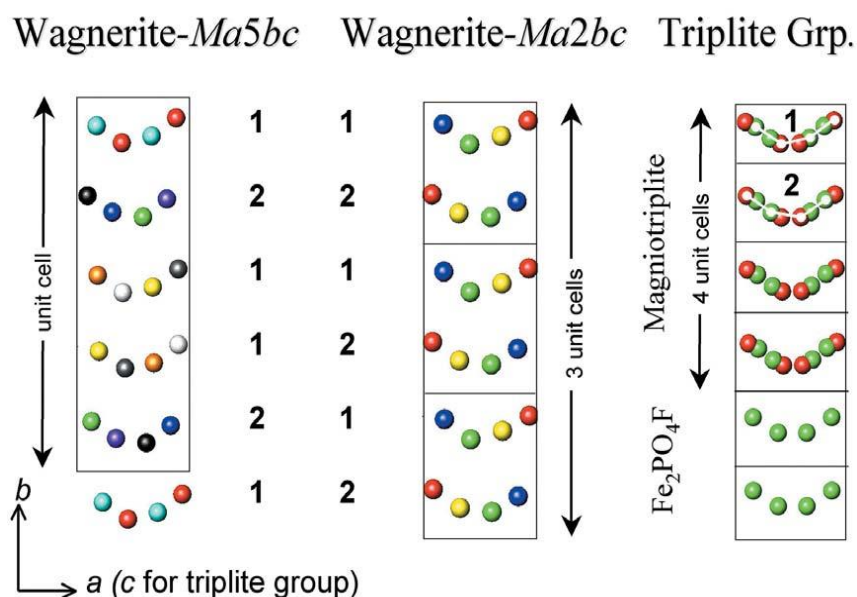 Wagnerite-Ma5bc Wagnerite-Ma2bc Triplite Grp.
unit cell
1 1
2 2
1 1
1 2
2 1
1 2
3 unit cells
Magniotriplite
4 unit cells
1
2
Fe₂PO₄F
b
a (c for triplite group)